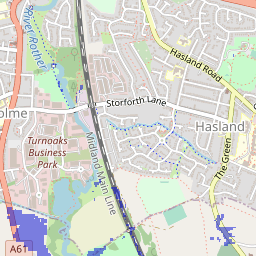 River Rother
Hasland Road
Storforth Lane
olme
Hasland
Turnoaks
Business
Park
Midland Main Line
The Green
A61